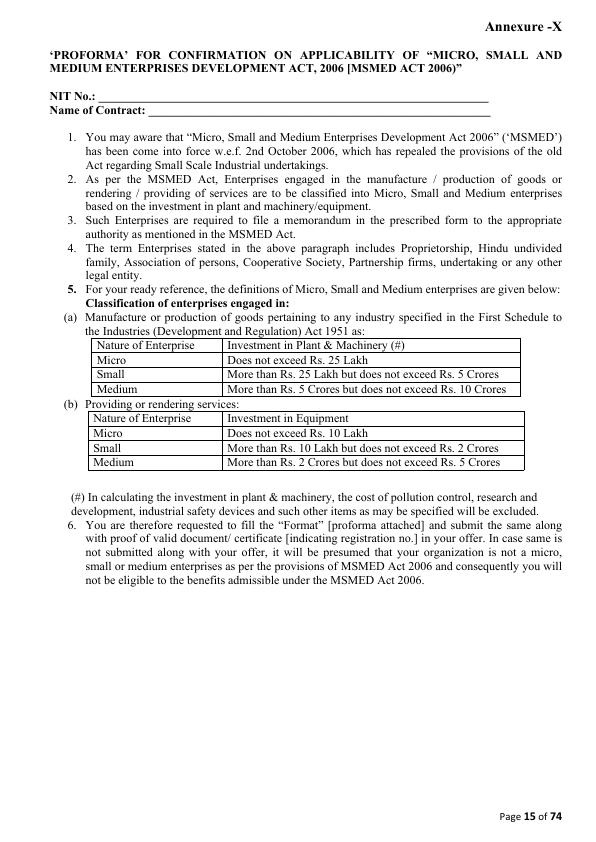 Annexure -X
‘PROFORMA’ FOR CONFIRMATION ON APPLICABILITY OF “MICRO, SMALL AND
MEDIUM ENTERPRISES DEVELOPMENT ACT, 2006 [MSMED ACT 2006)”
NIT No.: ___________________________________________________________________
Name of Contract: ___________________________________________________________
1. You may aware that “Micro, Small and Medium Enterprises Development Act 2006” (‘MSMED’)
has been come into force w.e.f. 2nd October 2006, which has repealed the provisions of the old
Act regarding Small Scale Industrial undertakings.
2. As per the MSMED Act, Enterprises engaged in the manufacture / production of goods or
rendering / providing of services are to be classified into Micro, Small and Medium enterprises
based on the investment in plant and machinery/equipment.
3. Such Enterprises are required to file a memorandum in the prescribed form to the appropriate
authority as mentioned in the MSMED Act.
4. The term Enterprises stated in the above paragraph includes Proprietorship, Hindu undivided
family, Association of persons, Cooperative Society, Partnership firms, undertaking or any other
legal entity.
5. For your ready reference, the definitions of Micro, Small and Medium enterprises are given below:
Classification of enterprises engaged in:
(a) Manufacture or production of goods pertaining to any industry specified in the First Schedule to
the Industries (Development and Regulation) Act 1951 as:
Nature of Enterprise Investment in Plant & Machinery (#)
Micro Does not exceed Rs. 25 Lakh
Small More than Rs. 25 Lakh but does not exceed Rs. 5 Crores
Medium More than Rs. 5 Crores but does not exceed Rs. 10 Crores
(b) Providing or rendering services:
Nature of Enterprise Investment in Equipment
Micro Does not exceed Rs. 10 Lakh
Small More than Rs. 10 Lakh but does not exceed Rs. 2 Crores
Medium More than Rs. 2 Crores but does not exceed Rs. 5 Crores
(#) In calculating the investment in plant & machinery, the cost of pollution control, research and
development, industrial safety devices and such other items as may be specified will be excluded.
6. You are therefore requested to fill the “Format” [proforma attached] and submit the same along
with proof of valid document/ certificate [indicating registration no.] in your offer. In case same is
not submitted along with your offer, it will be presumed that your organization is not a micro,
small or medium enterprises as per the provisions of MSMED Act 2006 and consequently you will
not be eligible to the benefits admissible under the MSMED Act 2006.
Page 15 of 74